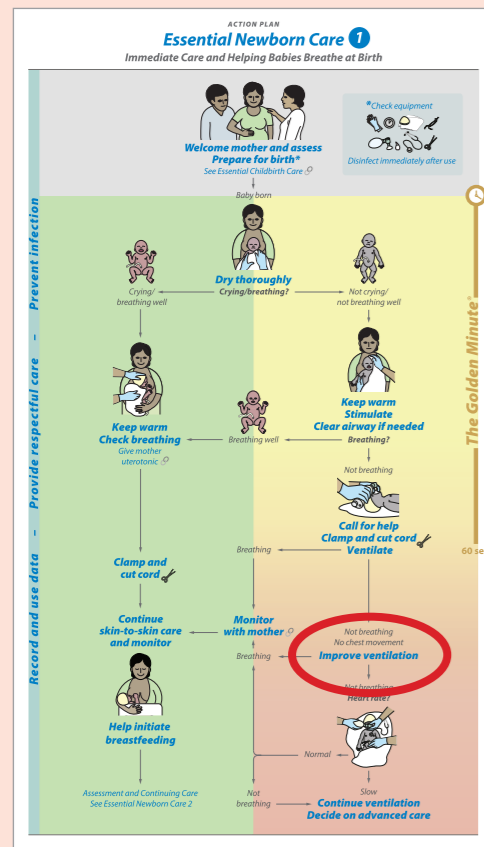 ACTION PLAN
Essential Newborn Care 1
Immediate Care and Helping Babies Breathe at Birth
Welcome mother and assess
Prepare for birth*
See Essential Childbirth Care
*Check equipment
Disinfect immediately after use
Baby born
Dry thoroughly
Crying/breathing?
Crying/
breathing well
Not crying/
not breathing well
Keep warm
Stimulate
Clear airway if needed
Breathing?
Breathing well
Keep warm
Check breathing
Give mother
uterotonic
Not breathing
Call for help
Clamp and cut cord
Ventilate
Breathing
Clamp and
cut cord
Continue
skin-to-skin care
and monitor
Monitor
with mother
Not breathing
No chest movement
Improve ventilation
Breathing
Not breathing
Heart rate?
Help initiate
breastfeeding
Normal
Slow
Assessment and Continuing Care
See Essential Newborn Care 2
Not
breathing
Continue ventilation
Decide on advanced care
Record and use data – Provide respectful care – Prevent infection
The Golden Minute®
60 se